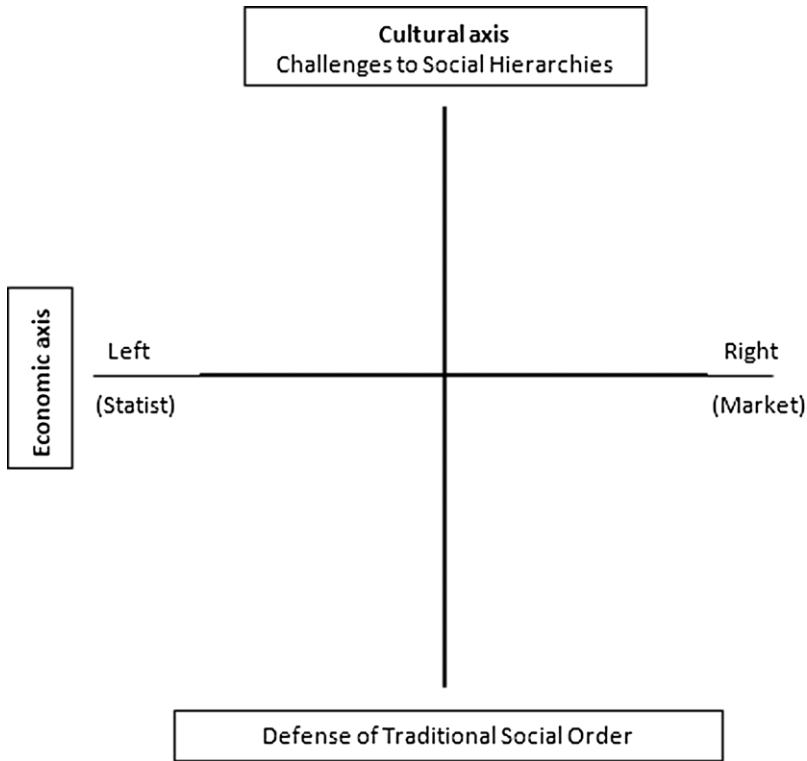 Cultural axis
Challenges to Social Hierarchies
Economic axis
Left
Right
(Statist)
(Market)
Defense of Traditional Social Order